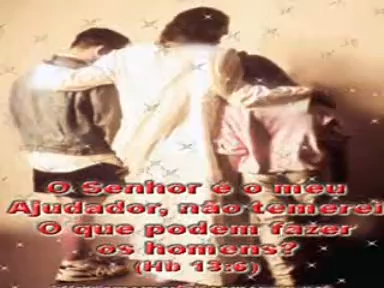 O Senhor é o meu
Ajudador, não temerei
O que podem fazer
os homens?
(Hb 13:6)